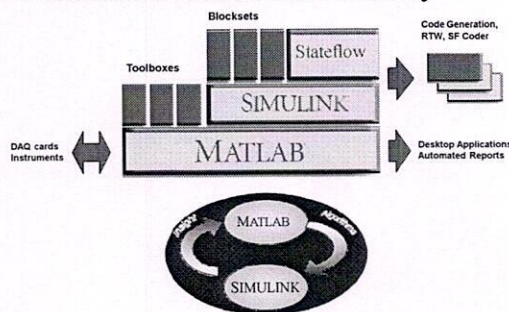 Blocksets
Code Generation,
RTW, SF Coder
Stateflow
Toolboxes
SIMULINK
DAQ cards
Instruments
MATLAB
Desktop Applications
Automated Reports
Insight
MATLAB
Algorithms
SIMULINK